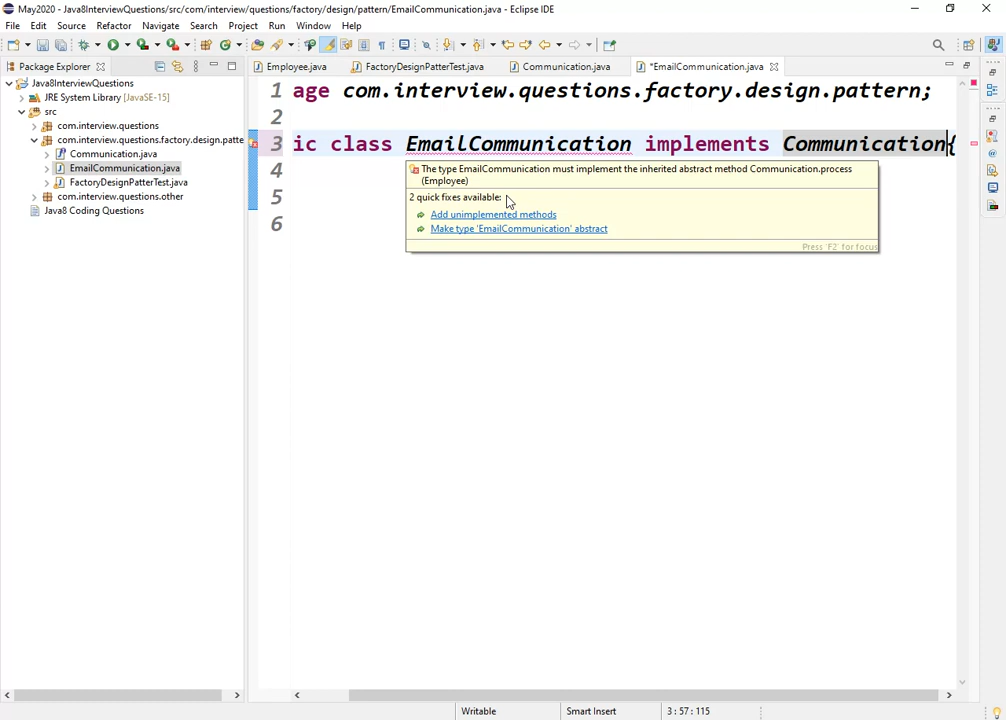 May2020 - Java8InterviewQuestions/src/com/interview/questions/factory/design/pattern/EmailCommunication.java - Eclipse IDE
File Edit Source Refactor Navigate Search Project Run Window Help
Package Explorer
Employee.java FactoryDesignPatterTest.java Communication.java *EmailCommunication.java
Java8InterviewQuestions
JRE System Library [JavaSE-15]
src
com.interview.questions
com.interview.questions.factory.design.patte
Communication.java
EmailCommunication.java
FactoryDesignPatterTest.java
com.interview.questions.other
Java8 Coding Questions
1 age com.interview.questions.factory.design.pattern;
2
3 ic class EmailCommunication implements Communication{
4
5
6
The type EmailCommunication must implement the inherited abstract method Communication.process
(Employee)
2 quick fixes available:
Add unimplemented methods
Make type 'EmailCommunication' abstract
Press 'F2' for focus
Writable Smart Insert 3 : 57 : 115